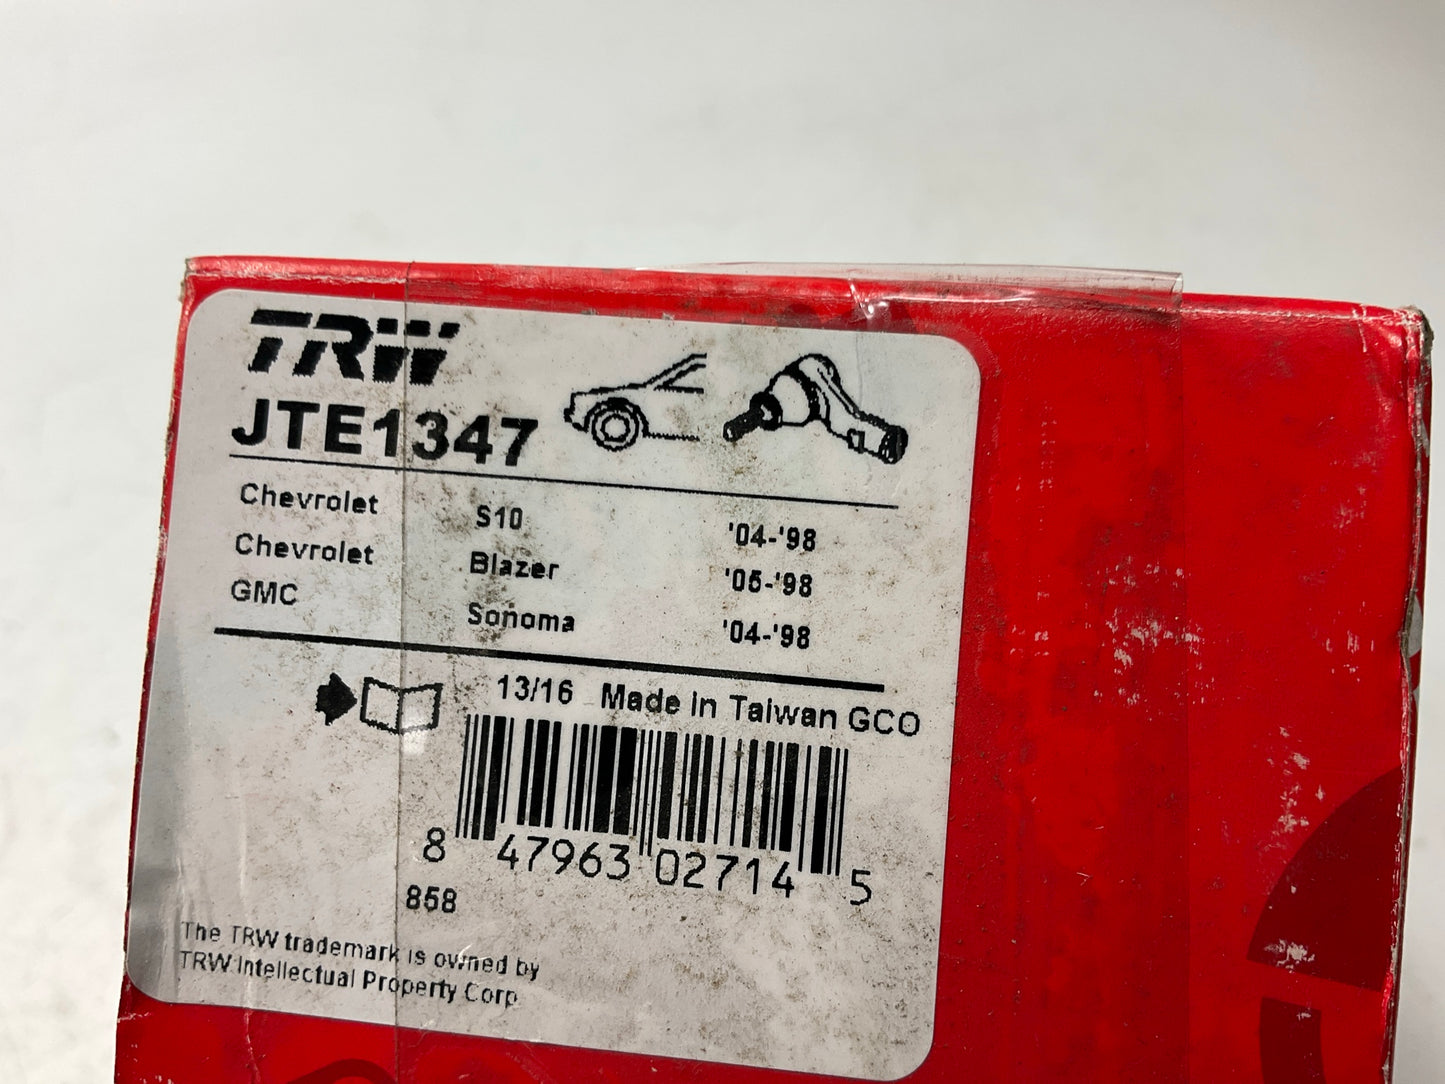 TRW
JTE1347
Chevrolet S10 '04-'98
Chevrolet Blazer '05-'98
GMC Sonoma '04-'98
13/16 Made in Taiwan GCO
8 47963 02714 5
858
The TRW trademark is owned by
TRW Intellectual Property Corp